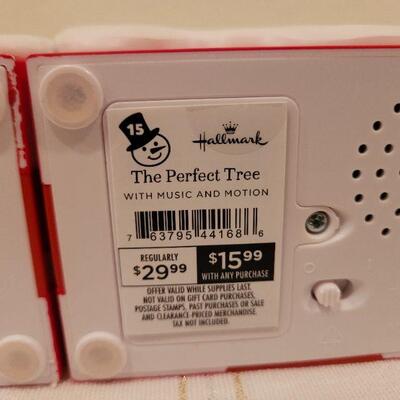 15
Hallmark
The Perfect Tree
WITH MUSIC AND MOTION
7 63795 44168 6
REGULARLY
$29.99
$15.99
WITH ANY PURCHASE
OFFER VALID WHILE SUPPLIES LAST.
NOT VALID ON GIFT CARD PURCHASES,
POSTAGE STAMPS, PAST PURCHASES OR SALE
AND CLEARANCE-PRICED MERCHANDISE.
TAX NOT INCLUDED.